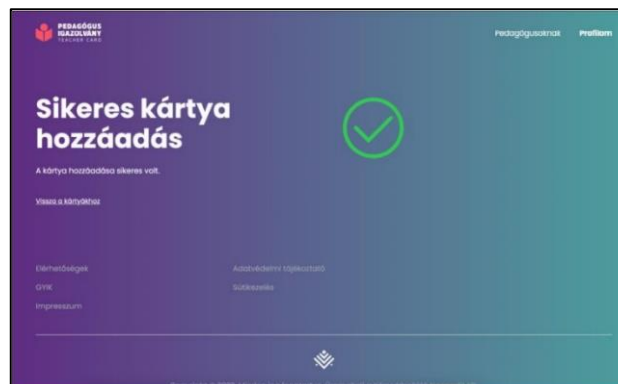 PEDAGÓGUS
IGAZOLVÁNY
TEACHER CARD
Pedagógusoknak Profilom
Sikeres kártya
hozzáadás
A kártya hozzáadása sikeres volt.
Vissza a kártyákhoz
Elérhetőségek
Adatvédelmi tájékoztató
GYIK
Sütikezelés
Impresszum